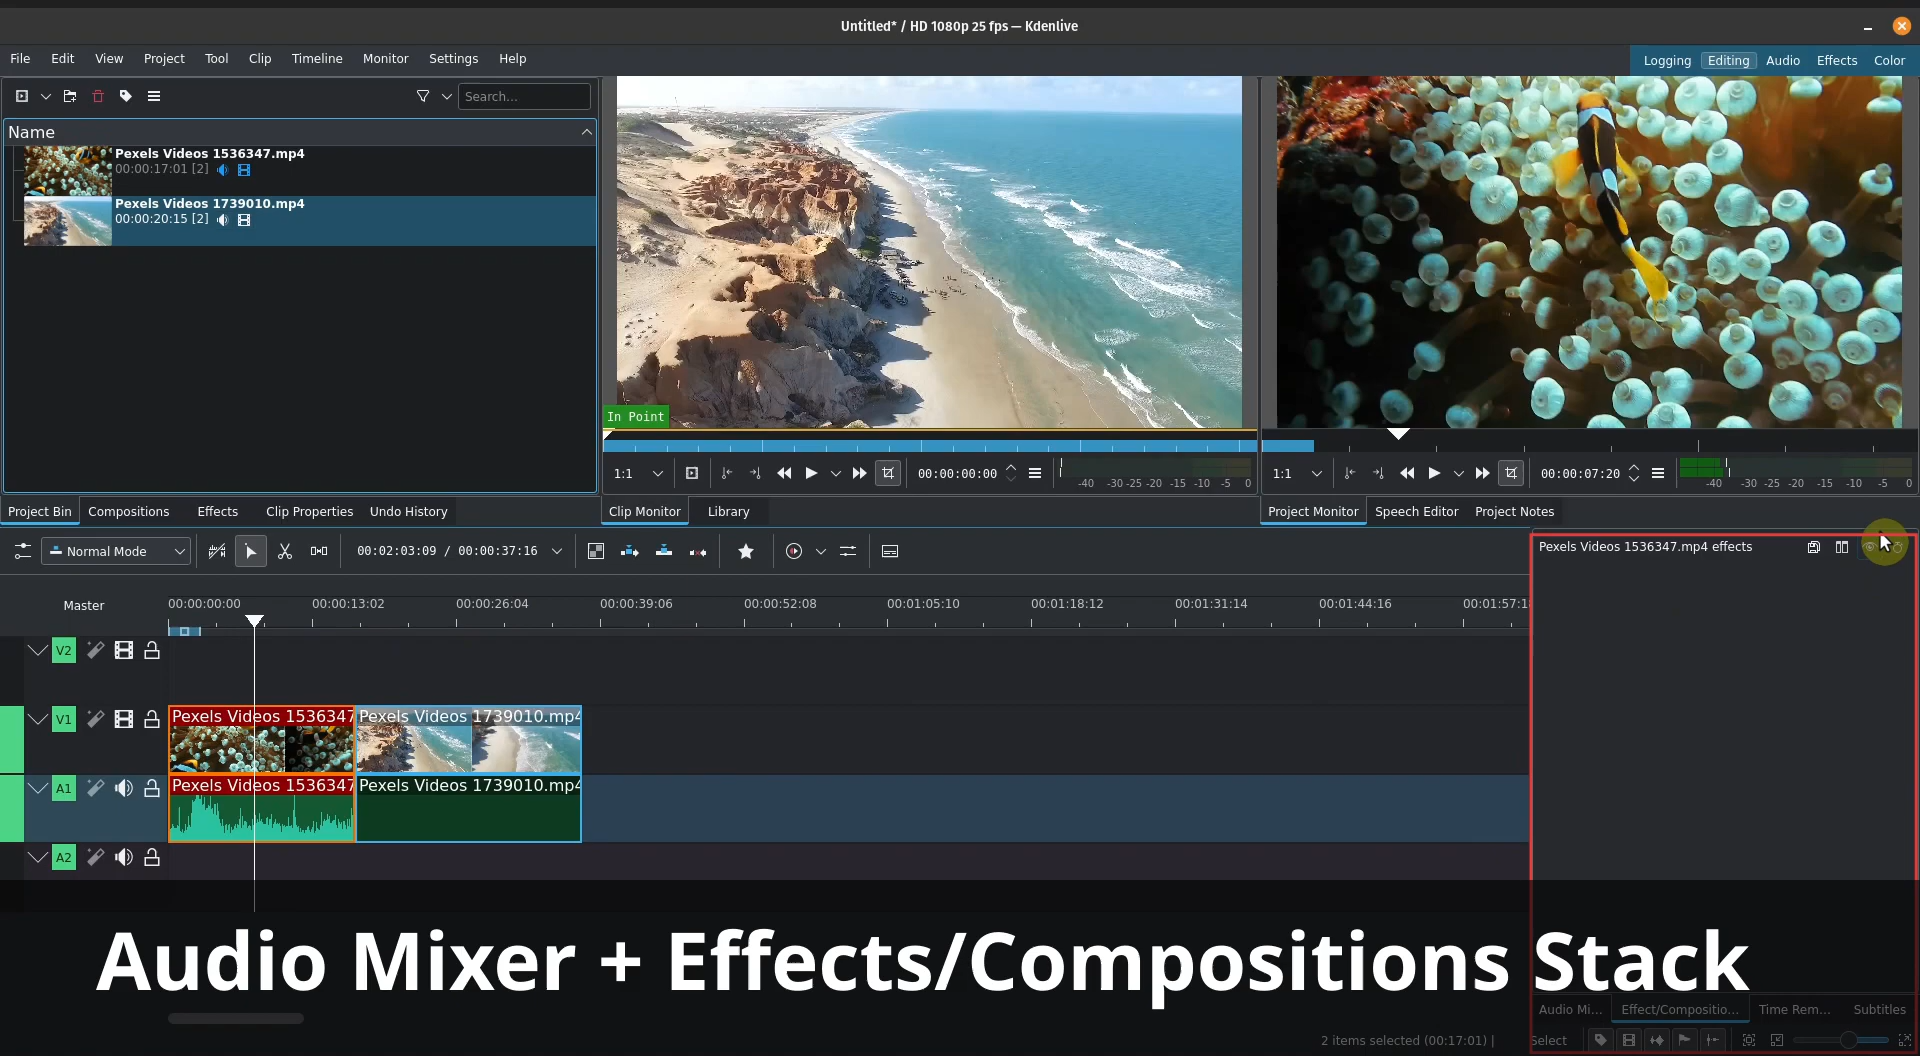 Untitled* / HD 1080p 25 fps — Kdenlive
File Edit View Project Tool Clip Timeline Monitor Settings Help
Logging Editing Audio Effects Color
Search...
Name
Pexels Videos 1536347.mp4
00:00:17:01 [2]
Pexels Videos 1739010.mp4
00:00:20:15 [2]
In Point
1:1 00:00:00:00 -40 -30 -25 -20 -15 -10 -5 0
1:1 00:00:07:20 -40 -30 -25 -20 -15 -10 -5 0
Project Bin Compositions Effects Clip Properties Undo History
Clip Monitor Library
Project Monitor Speech Editor Project Notes
Normal Mode 00:02:03:09 / 00:00:37:16
Pexels Videos 1536347.mp4 effects
Master 00:00:00:00 00:00:13:02 00:00:26:04 00:00:39:06 00:00:52:08 00:01:05:10 00:01:18:12 00:01:31:14 00:01:44:16 00:01:57:18
V2
V1 Pexels Videos 1536347 Pexels Videos 1739010.mp4
A1 Pexels Videos 1536347 Pexels Videos 1739010.mp4
A2
Audio Mixer + Effects/Compositions Stack
Audio Mi... Effect/Compositio... Time Rem... Subtitles
2 items selected (00:17:01) | Select